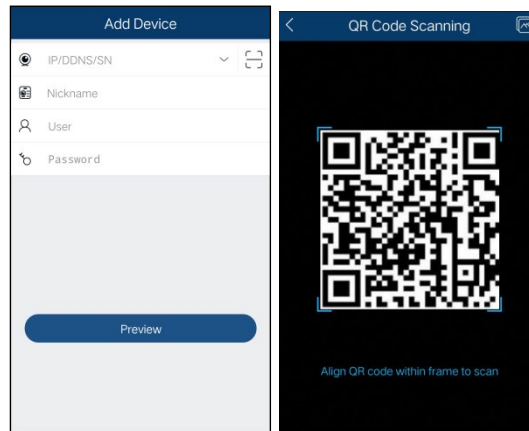 Add Device
IP/DDNS/SN
Nickname
User
Password
Preview
QR Code Scanning
Align QR code within frame to scan